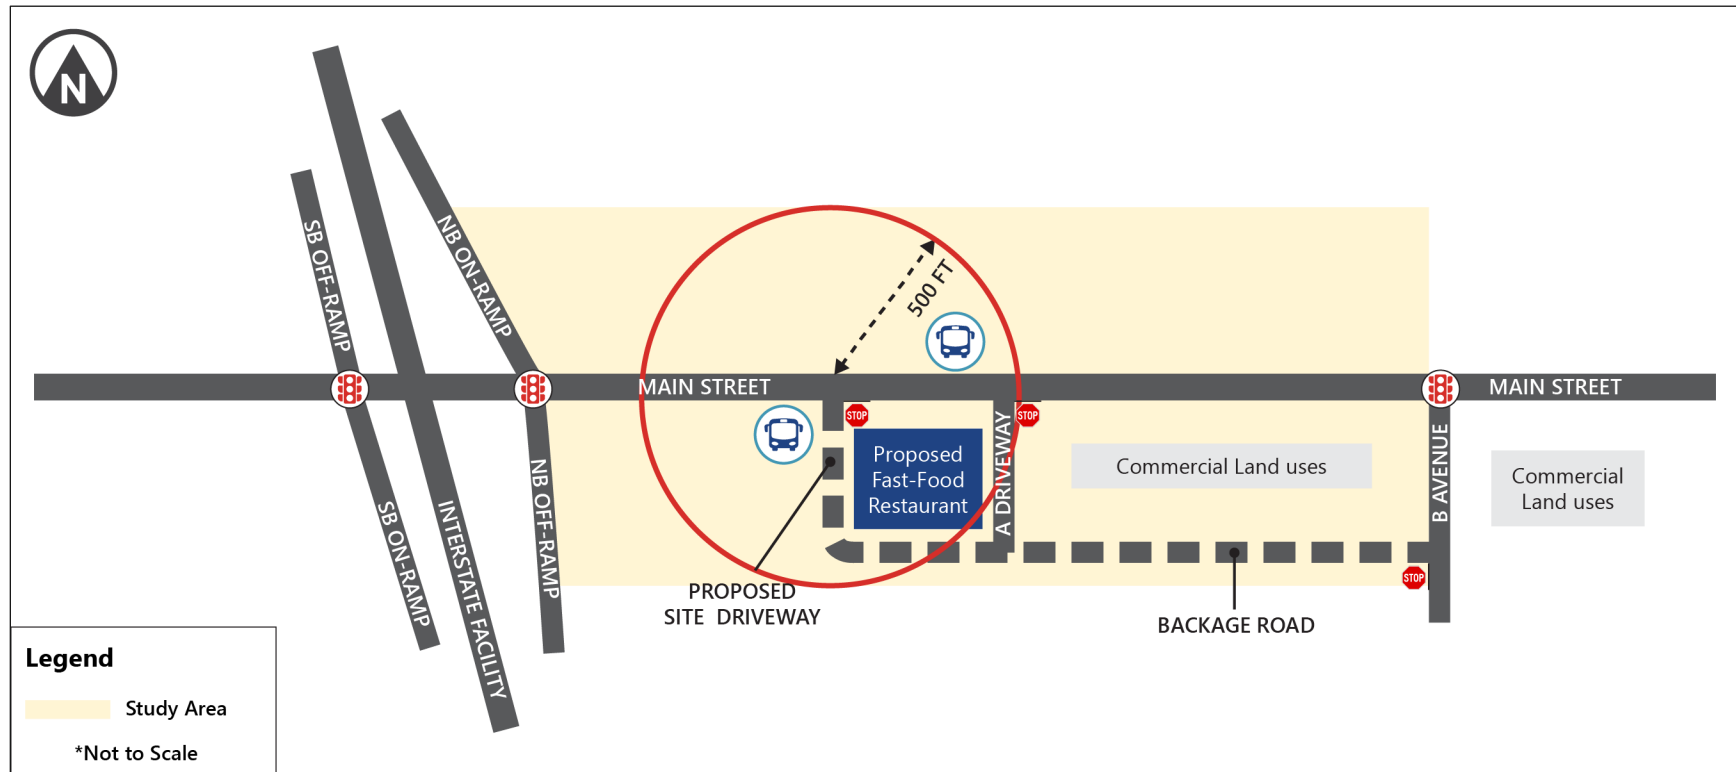 N
SB OFF-RAMP
NB ON-RAMP
500 FT
MAIN STREET
MAIN STREET
STOP
STOP
Proposed
Fast-Food
Restaurant
A DRIVEWAY
Commercial Land uses
B AVENUE
Commercial
Land uses
SB ON-RAMP
INTERSTATE FACILITY
NB OFF-RAMP
STOP
PROPOSED
SITE DRIVEWAY
BACKAGE ROAD
Legend
Study Area
*Not to Scale